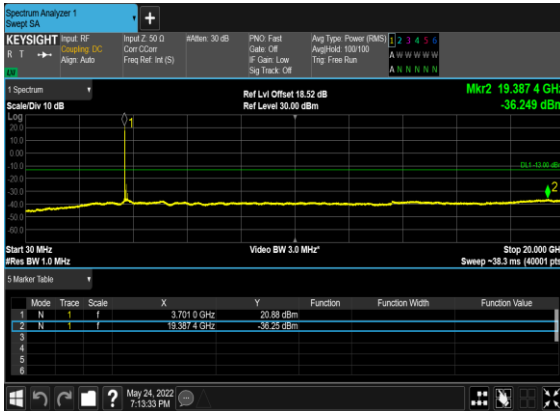 Spectrum Analyzer 1
Swept SA
KEYSIGHT Input: RF Input Z: 50 Ω #Atten: 30 dB PNO: Fast Avg Type: Power (RMS) 1 2 3 4 5 6
R T Coupling: DC Corr CCorr Gate: Off Avg|Hold: 100/100 A W W W W W
Align: Auto Freq Ref: Int (S) IF Gain: Low Trig: Free Run
LXI Sig Track: Off A N N N N N
1 Spectrum Ref Lvl Offset 18.52 dB Mkr2 19.387 4 GHz
Scale/Div 10 dB Ref Level 30.00 dBm -36.249 dBm
Log
1
20.0
10.0
0.00
-10.0
DL1 -13.00 dBm
-20.0
-30.0
2
-40.0
-50.0
-60.0
Start 30 MHz Video BW 3.0 MHz* Stop 20.000 GH
#Res BW 1.0 MHz Sweep ~38.3 ms (40001 pts
5 Marker Table
Mode Trace Scale X Y Function Function Width Function Value
1 N 1 f 3.701 0 GHz 20.88 dBm
2 N 1 f 19.387 4 GHz -36.25 dBm
3
4
5
6
? May 24, 2022
7:13:33 PM